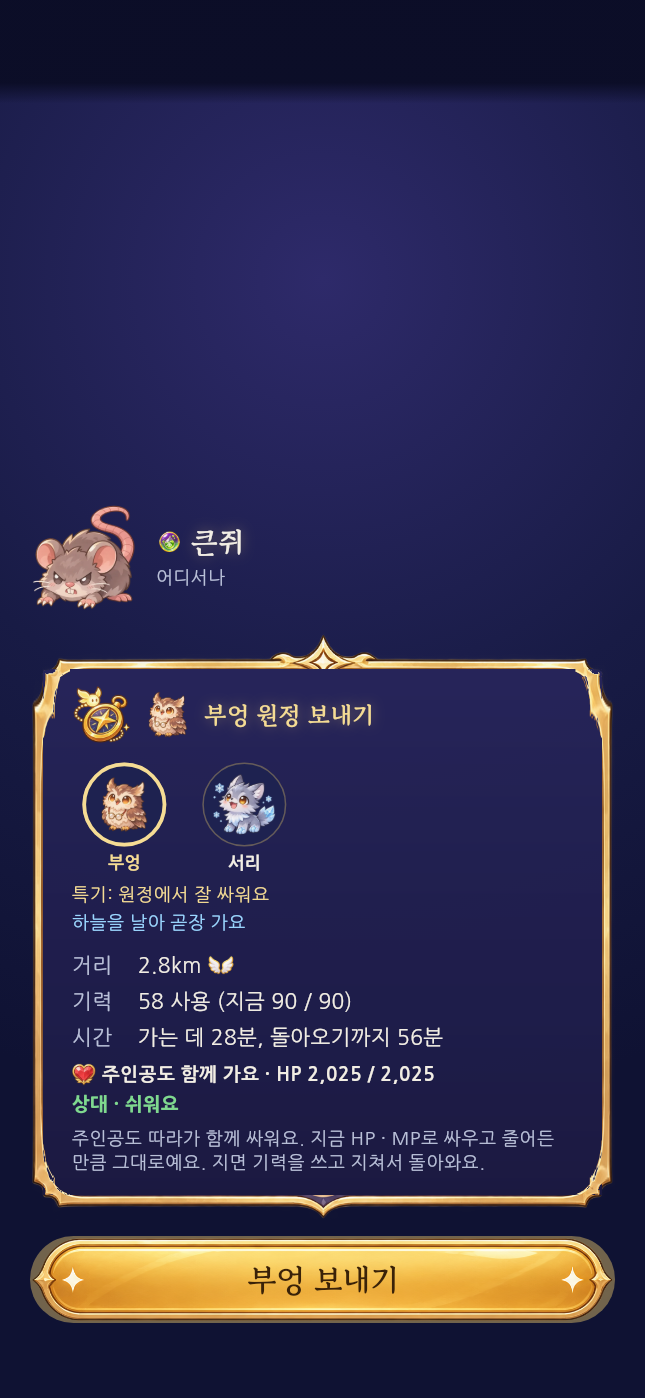 큰쥐
어디서나
부엉 원정 보내기
부엉 서리
특기: 원정에서 잘 싸워요
하늘을 날아 곧장 가요
거리 2.8km
기력 58 사용 (지금 90 / 90)
시간 가는 데 28분, 돌아오기까지 56분
주인공도 함께 가요 · HP 2,025 / 2,025
상대 · 쉬워요
주인공도 따라가 함께 싸워요. 지금 HP · MP로 싸우고 줄어든
만큼 그대로예요. 지면 기력을 쓰고 지쳐서 돌아와요.
부엉 보내기